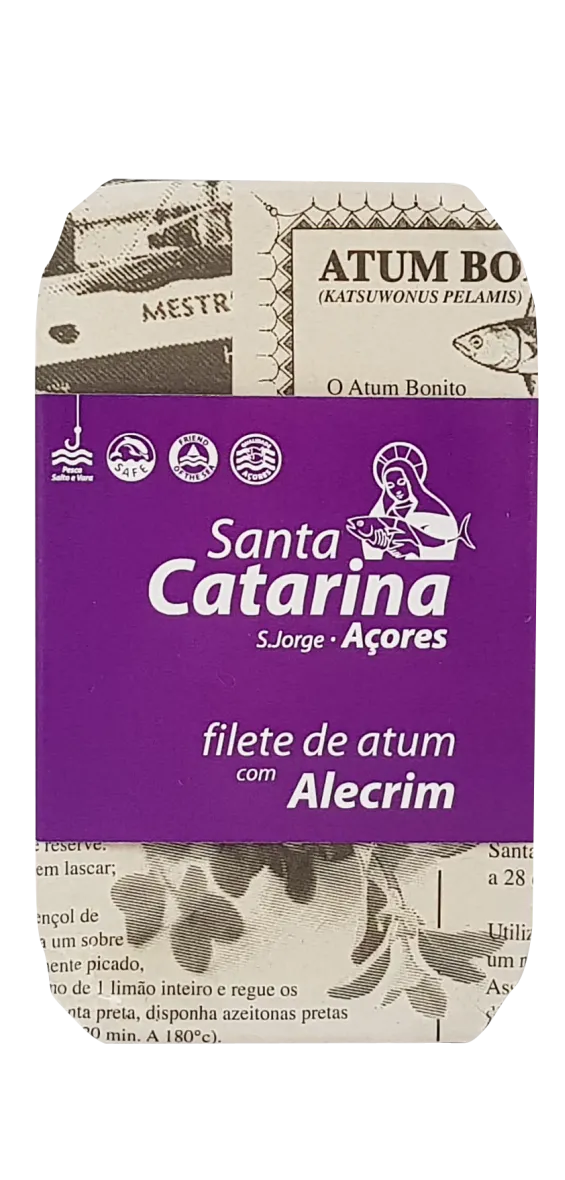 MESTR
ATUM BO
(KATSUWONUS PELAMIS)
O Atum Bonito
Pesca
Salto e Vara
SAFE
FRIEND
OF THE SEA
QUALIDADE
AÇORES
Santa
Catarina
S.Jorge · Açores
filete de atum
com
Alecrim
reserve.
em lascar;
ençol de
a um sobre
mente picado,
no de 1 limão inteiro e regue os
nta preta, disponha azeitonas pretas
0 min. A 180°c).
Santa
a 28
Utiliz
um
As